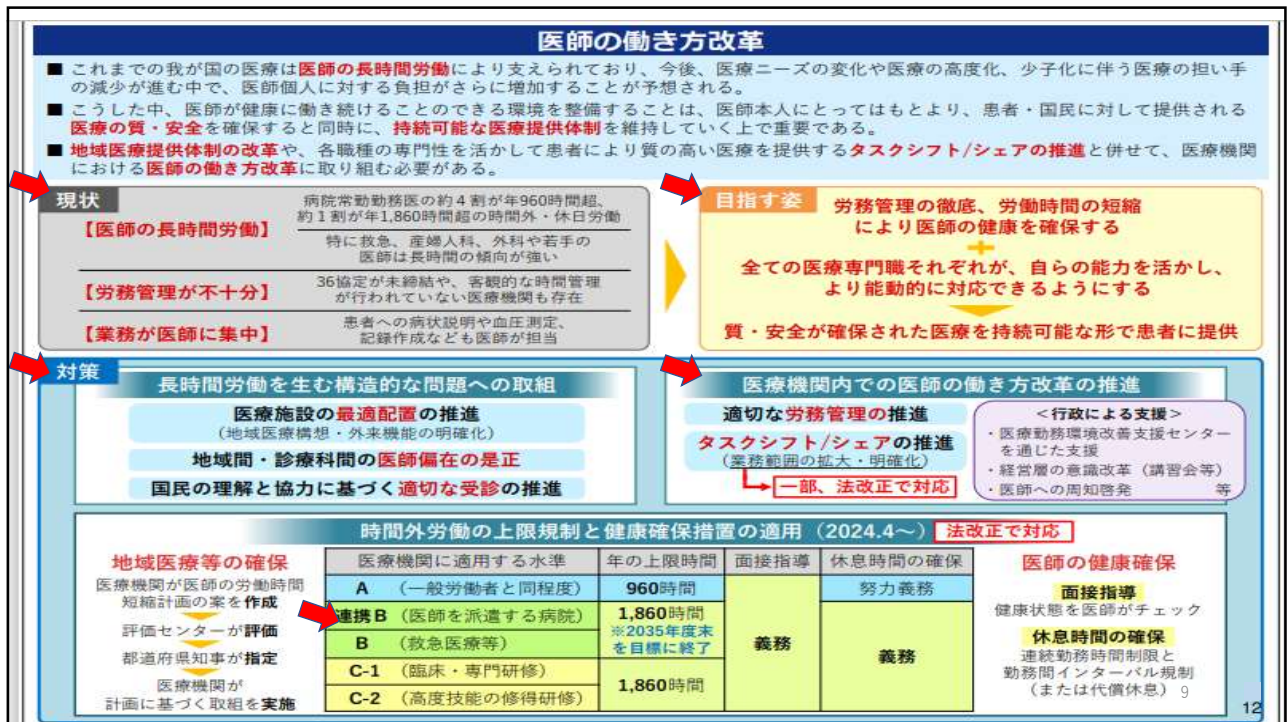 医師の働き方改革
■ これまでの我が国の医療は医師の長時間労働により支えられており、今後、医療ニーズの変化や医療の高度化、少子化に伴う医療の担い手
の減少が進む中で、医師個人に対する負担がさらに増加することが予想される。
■ こうした中、医師が健康に働き続けることのできる環境を整備することは、医師本人にとってはもとより、患者・国民に対して提供される
医療の質・安全を確保すると同時に、持続可能な医療提供体制を維持していく上で重要である。
■ 地域医療提供体制の改革や、各職種の専門性を活かして患者により質の高い医療を提供するタスクシフト/シェアの推進と併せて、医療機関
における医師の働き方改革に取り組む必要がある。
現状
【医師の長時間労働】
病院常勤勤務医の約4割が年960時間超、
約1割が年1,860時間超の時間外・休日労働
特に救急、産婦人科、外科や若手の
医師は長時間の傾向が強い
【労務管理が不十分】
36協定が未締結や、客観的な時間管理
が行われていない医療機関も存在
【業務が医師に集中】
患者への病状説明や血圧測定、
記録作成なども医師が担当
目指す姿
労務管理の徹底、労働時間の短縮
により医師の健康を確保する
+
全ての医療専門職それぞれが、自らの能力を活かし、
より能動的に対応できるようにする
質・安全が確保された医療を持続可能な形で患者に提供
対策
長時間労働を生む構造的な問題への取組
医療施設の最適配置の推進
(地域医療構想・外来機能の明確化)
地域間・診療科間の医師偏在の是正
国民の理解と協力に基づく適切な受診の推進
医療機関内での医師の働き方改革の推進
適切な労務管理の推進
タスクシフト/シェアの推進
(業務範囲の拡大・明確化)
一部、法改正で対応
<行政による支援>
・医療勤務環境改善支援センター
を通じた支援
・経営層の意識改革(講習会等)
・医師への周知啓発 等
時間外労働の上限規制と健康確保措置の適用(2024.4~) 法改正で対応
地域医療等の確保
医療機関が医師の労働時間
短縮計画の案を作成
評価センターが評価
都道府県知事が指定
医療機関が
計画に基づく取組を実施
医療機関に適用する水準 年の上限時間 面接指導 休息時間の確保
A (一般労働者と同程度) 960時間 努力義務
連携B (医師を派遣する病院) 1,860時間
※2035年度末
を目標に終了
B (救急医療等)
義務 義務
C-1 (臨床・専門研修) 1,860時間
C-2 (高度技能の修得研修)
医師の健康確保
面接指導
健康状態を医師がチェック
休息時間の確保
連続勤務時間制限と
勤務間インターバル規制
(または代償休息) 9
12